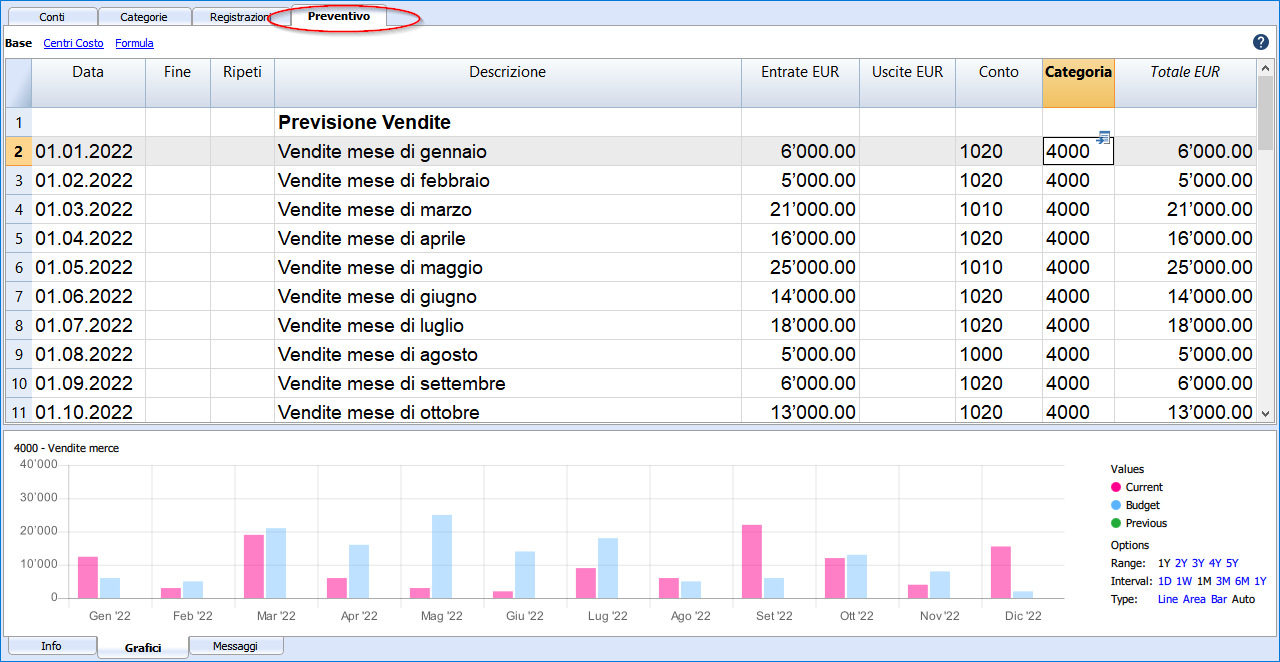 Conti Categorie Registrazioni Preventivo
Base Centri Costo Formula ?
Data Fine Ripeti Descrizione Entrate EUR Uscite EUR Conto Categoria Totale EUR
1 Previsione Vendite
2 01.01.2022 Vendite mese di gennaio 6’000.00 1020 4000 6’000.00
3 01.02.2022 Vendite mese di febbraio 5’000.00 1020 4000 5’000.00
4 01.03.2022 Vendite mese di marzo 21’000.00 1010 4000 21’000.00
5 01.04.2022 Vendite mese di aprile 16’000.00 1020 4000 16’000.00
6 01.05.2022 Vendite mese di maggio 25’000.00 1010 4000 25’000.00
7 01.06.2022 Vendite mese di giugno 14’000.00 1020 4000 14’000.00
8 01.07.2022 Vendite mese di luglio 18’000.00 1020 4000 18’000.00
9 01.08.2022 Vendite mese di agosto 5’000.00 1000 4000 5’000.00
10 01.09.2022 Vendite mese di settembre 6’000.00 1020 4000 6’000.00
11 01.10.2022 Vendite mese di ottobre 13’000.00 1020 4000 13’000.00
4000 - Vendite merce
40’000
30’000
20’000
10’000
0
Gen '22 Feb '22 Mar '22 Apr '22 Mag '22 Giu '22 Lug '22 Ago '22 Set '22 Ott '22 Nov '22 Dic '22
Values
Current
Budget
Previous
Options
Range: 1Y 2Y 3Y 4Y 5Y
Interval: 1D 1W 1M 3M 6M 1Y
Type: Line Area Bar Auto
Info Grafici Messaggi